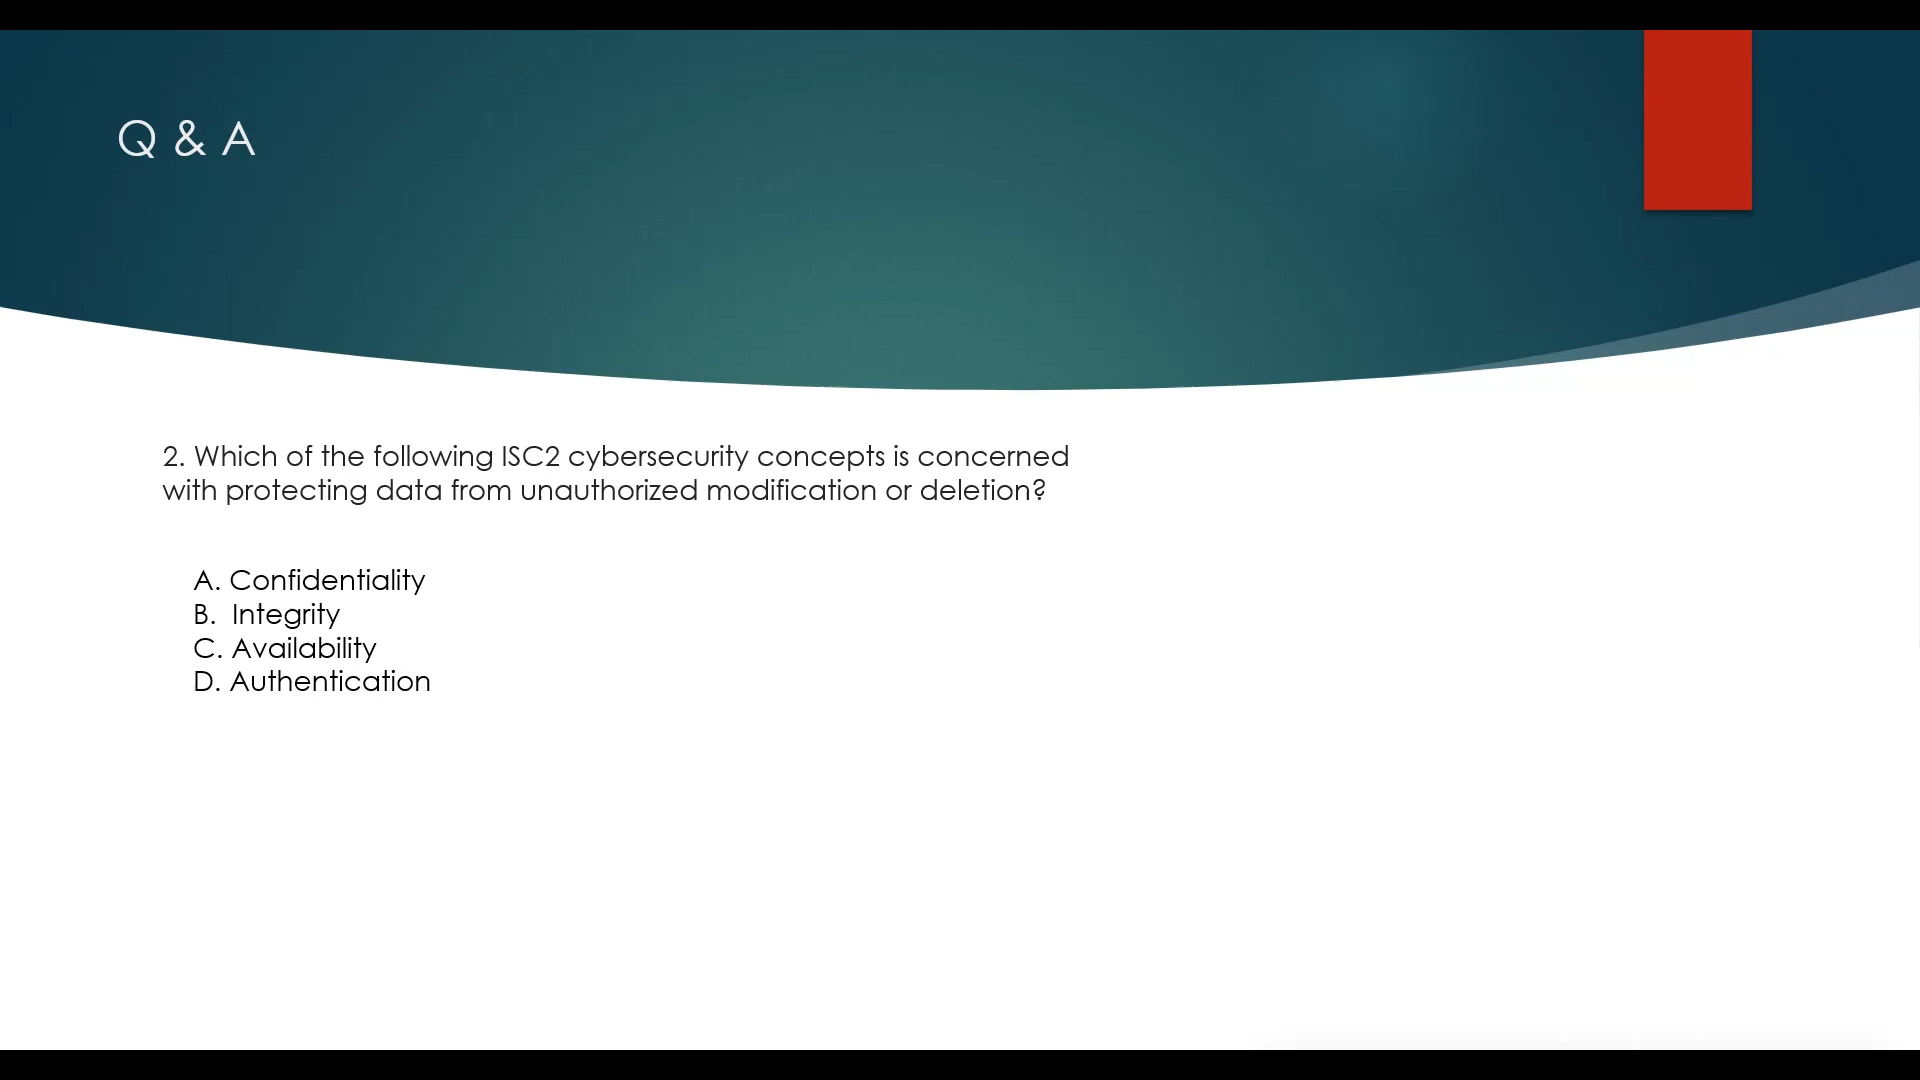 Q & A
2. Which of the following ISC2 cybersecurity concepts is concerned
with protecting data from unauthorized modification or deletion?
A. Confidentiality
B. Integrity
C. Availability
D. Authentication